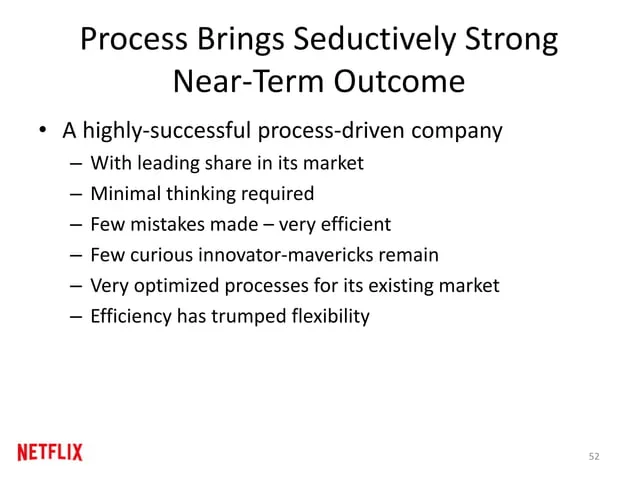 Process Brings Seductively Strong
Near-Term Outcome
• A highly-successful process-driven company
– With leading share in its market
– Minimal thinking required
– Few mistakes made – very efficient
– Few curious innovator-mavericks remain
– Very optimized processes for its existing market
– Efficiency has trumped flexibility
NETFLIX
52